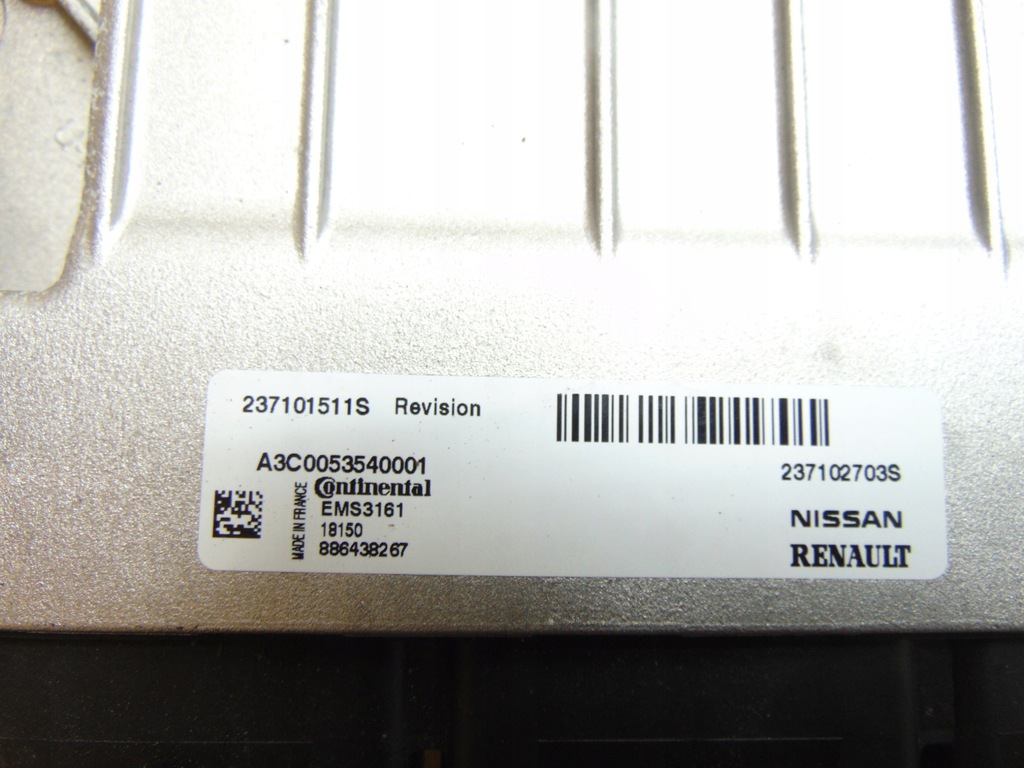 237101511S Revision
A3C0053540001
237102703S
MADE IN FRANCE
Continental
EMS3161
18150
886438267
NISSAN
RENAULT